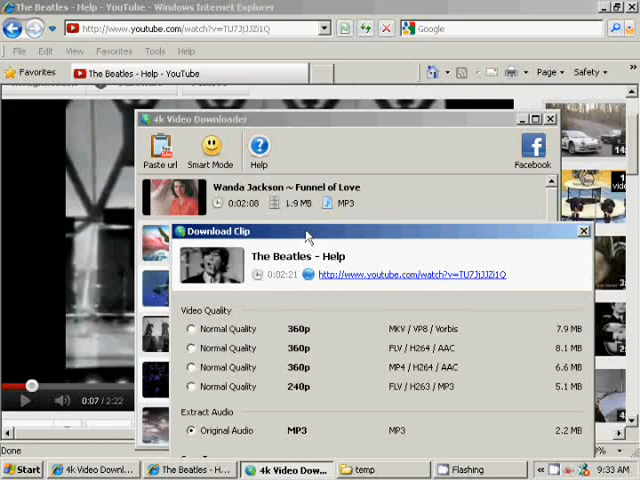 The Beatles - Help - YouTube - Windows Internet Explorer
http://www.youtube.com/watch?v=TU7JjJJZi1Q
Google
File Edit View Favorites Tools Help
Favorites
The Beatles - Help - YouTube
Page Safety
4k Video Downloader
Paste url Smart Mode Help Facebook
Wanda Jackson ~ Funnel of Love
0:02:08 1.9 MB MP3
Download Clip
The Beatles - Help
0:02:21 http://www.youtube.com/watch?v=TU7JjJJZi1Q
Video Quality
Normal Quality 360p MKV / VP8 / Vorbis 7.9 MB
Normal Quality 360p FLV / H264 / AAC 8.1 MB
Normal Quality 360p MP4 / H264 / AAC 6.6 MB
Normal Quality 240p FLV / H263 / MP3 5.1 MB
Extract Audio
Original Audio MP3 MP3 2.2 MB
0:07 / 2:22
Done
Start 4k Video Downl... The Beatles - H... 4k Video Dow... temp Flashing 9:33 AM